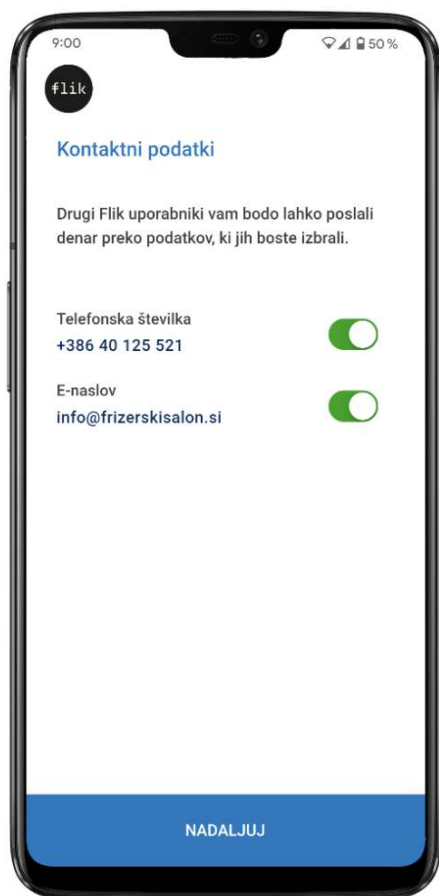 9:00
50 %
flik
Kontaktni podatki
Drugi Flik uporabniki vam bodo lahko poslali
denar preko podatkov, ki jih boste izbrali.
Telefonska številka
+386 40 125 521
E-naslov
info@frizerskisalon.si
NADALJUJ